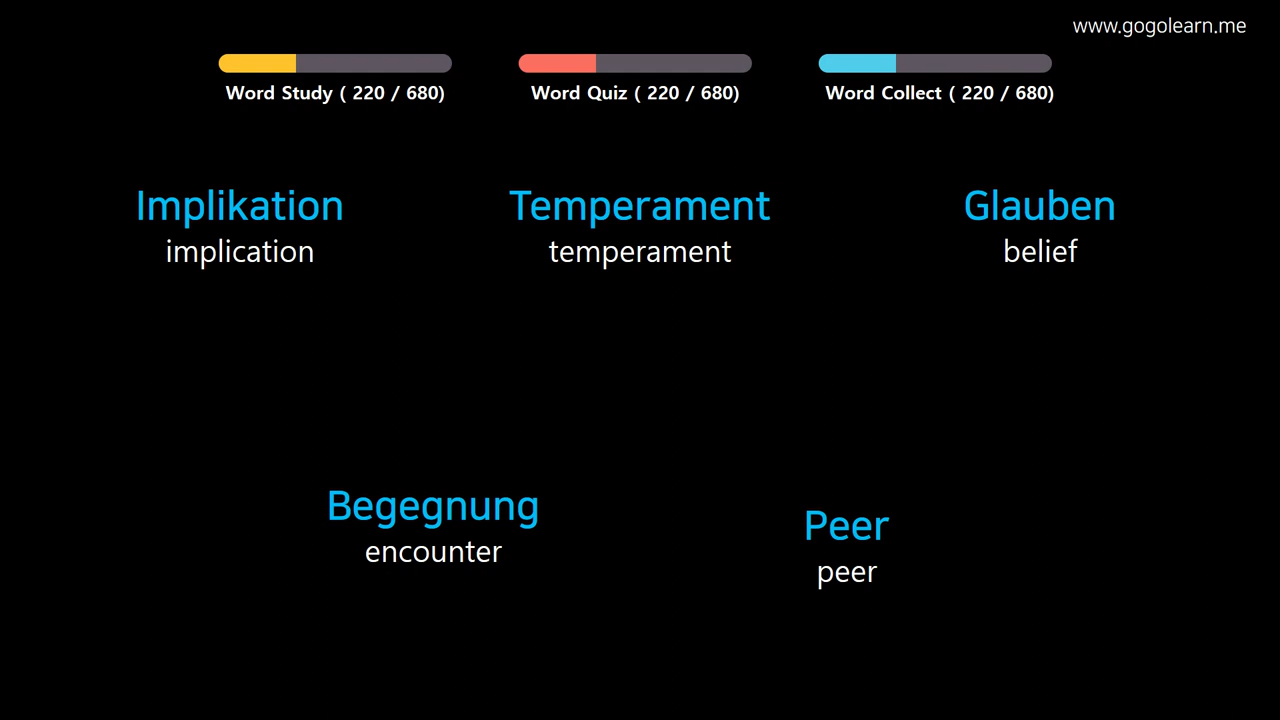 www.gogolearn.me
Word Study ( 220 / 680)
Word Quiz ( 220 / 680)
Word Collect ( 220 / 680)
Implikation
implication
Temperament
temperament
Glauben
belief
Begegnung
encounter
Peer
peer